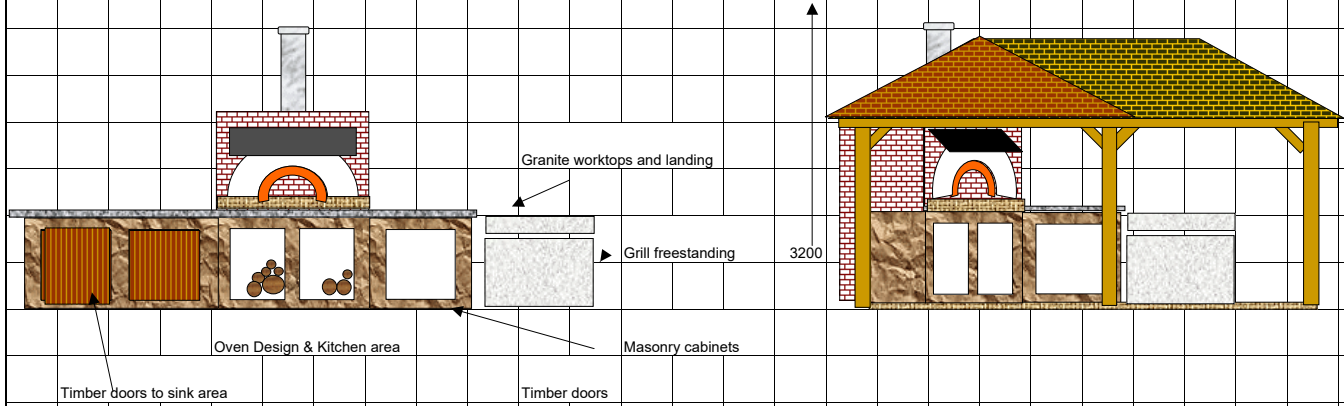 Granite worktops and landing
Grill freestanding
3200
Oven Design & Kitchen area
Masonry cabinets
Timber doors to sink area
Timber doors